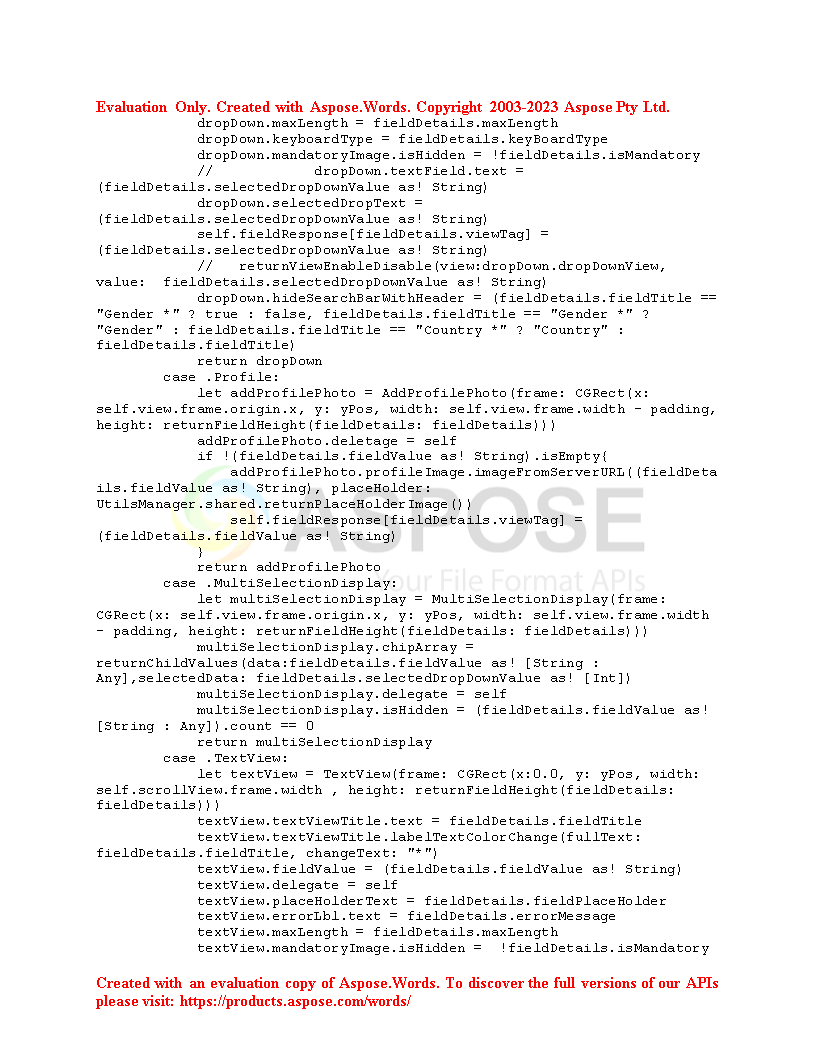 Evaluation Only. Created with Aspose.Words. Copyright 2003-2023 Aspose Pty Ltd.
            dropDown.maxLength = fieldDetails.maxLength
            dropDown.keyboardType = fieldDetails.keyBoardType
            dropDown.mandatoryImage.isHidden = !fieldDetails.isMandatory
            //            dropDown.textField.text =
(fieldDetails.selectedDropDownValue as! String)
            dropDown.selectedDropText =
(fieldDetails.selectedDropDownValue as! String)
            self.fieldResponse[fieldDetails.viewTag] =
(fieldDetails.selectedDropDownValue as! String)
            //   returnViewEnableDisable(view:dropDown.dropDownView,
value:  fieldDetails.selectedDropDownValue as! String)
            dropDown.hideSearchBarWithHeader = (fieldDetails.fieldTitle ==
"Gender *" ? true : false, fieldDetails.fieldTitle == "Gender *" ?
"Gender" : fieldDetails.fieldTitle == "Country *" ? "Country" :
fieldDetails.fieldTitle)
            return dropDown
        case .Profile:
            let addProfilePhoto = AddProfilePhoto(frame: CGRect(x:
self.view.frame.origin.x, y: yPos, width: self.view.frame.width - padding,
height: returnFieldHeight(fieldDetails: fieldDetails)))
            addProfilePhoto.deletage = self
            if !(fieldDetails.fieldValue as! String).isEmpty{
                addProfilePhoto.profileImage.imageFromServerURL((fieldDeta
ils.fieldValue as! String), placeHolder:
UtilsManager.shared.returnPlaceHolderImage())
                self.fieldResponse[fieldDetails.viewTag] =
(fieldDetails.fieldValue as! String)
            }
            return addProfilePhoto
        case .MultiSelectionDisplay:
            let multiSelectionDisplay = MultiSelectionDisplay(frame:
CGRect(x: self.view.frame.origin.x, y: yPos, width: self.view.frame.width
- padding, height: returnFieldHeight(fieldDetails: fieldDetails)))
            multiSelectionDisplay.chipArray =
returnChildValues(data:fieldDetails.fieldValue as! [String :
Any],selectedData: fieldDetails.selectedDropDownValue as! [Int])
            multiSelectionDisplay.delegate = self
            multiSelectionDisplay.isHidden = (fieldDetails.fieldValue as!
[String : Any]).count == 0
            return multiSelectionDisplay
        case .TextView:
            let textView = TextView(frame: CGRect(x:0.0, y: yPos, width:
self.scrollView.frame.width , height: returnFieldHeight(fieldDetails:
fieldDetails)))
            textView.textViewTitle.text = fieldDetails.fieldTitle
            textView.textViewTitle.labelTextColorChange(fullText:
fieldDetails.fieldTitle, changeText: "*")
            textView.fieldValue = (fieldDetails.fieldValue as! String)
            textView.delegate = self
            textView.placeHolderText = fieldDetails.fieldPlaceHolder
            textView.errorLbl.text = fieldDetails.errorMessage
            textView.maxLength = fieldDetails.maxLength
            textView.mandatoryImage.isHidden =  !fieldDetails.isMandatory
ASPOSE
Your File Format APIs
Created with an evaluation copy of Aspose.Words. To discover the full versions of our APIs
please visit: https://products.aspose.com/words/